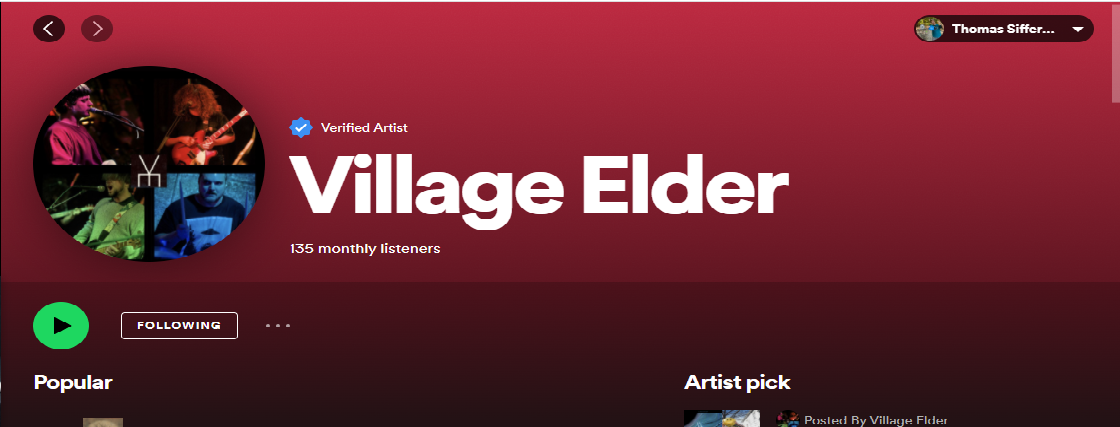 Thomas Siffer...
Verified Artist
Village Elder
135 monthly listeners
FOLLOWING
Popular
Artist pick
Posted By Village Elder